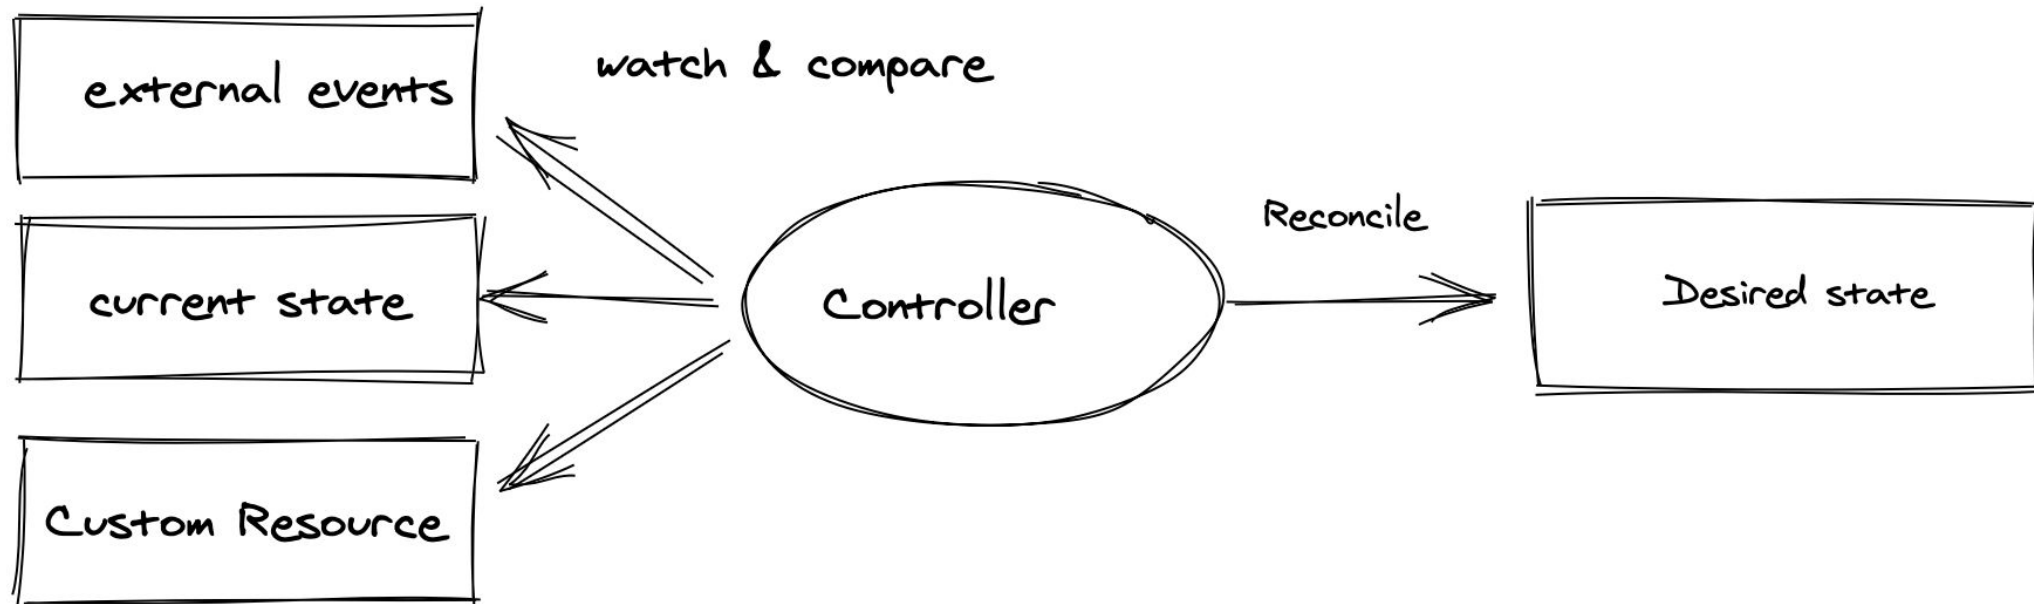 external events
watch & compare
current state
Controller
Reconcile
Desired state
Custom Resource